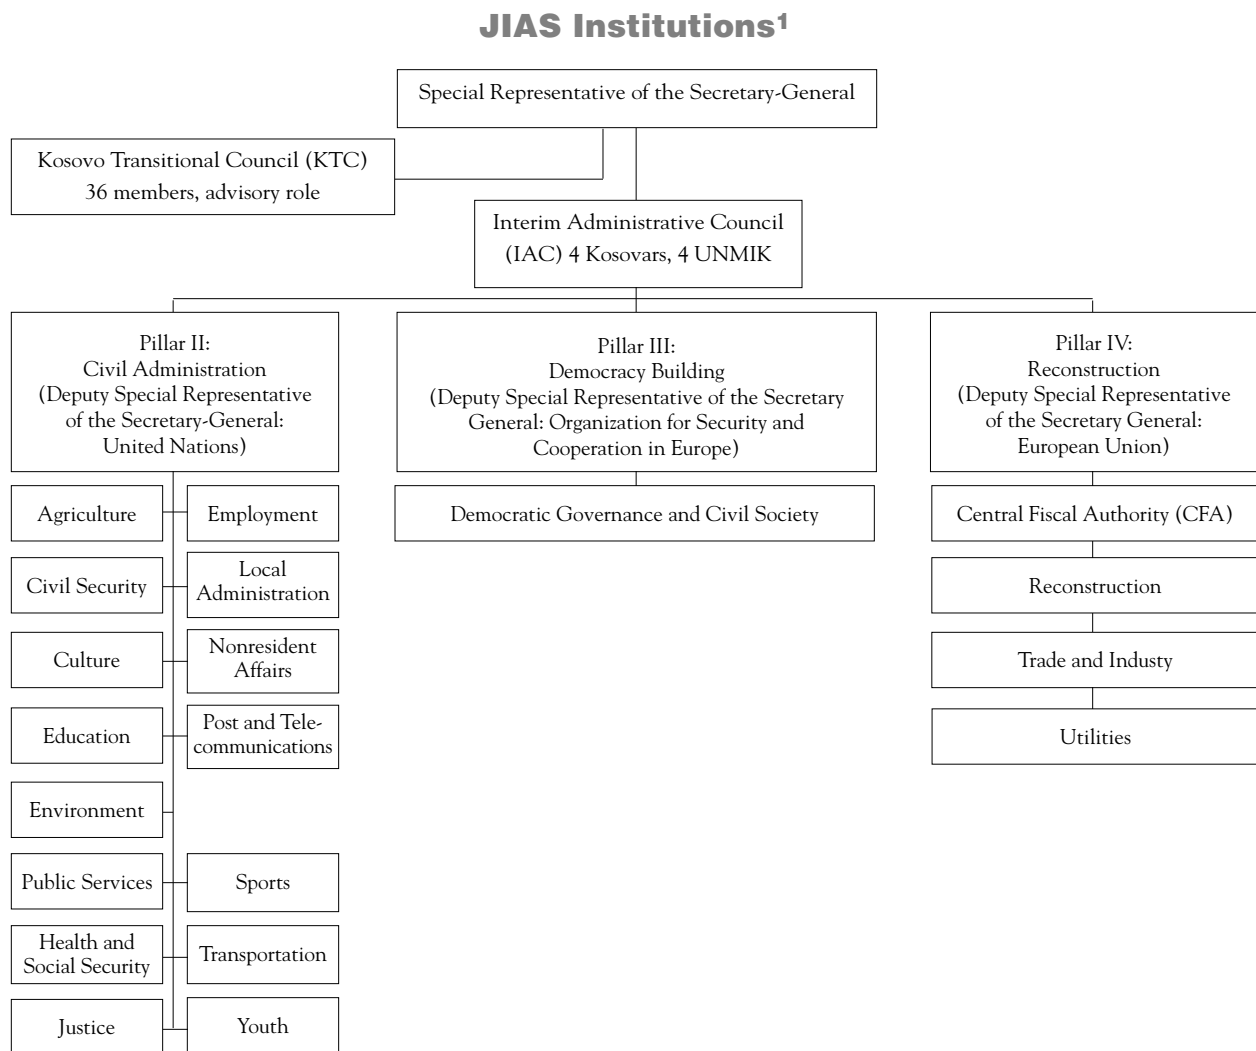 JIAS Institutions¹
Special Representative of the Secretary-General
Kosovo Transitional Council (KTC)
36 members, advisory role
Interim Administrative Council
(IAC) 4 Kosovars, 4 UNMIK
Pillar II:
Civil Administration
(Deputy Special Representative
of the Secretary-General:
United Nations)
Pillar III:
Democracy Building
(Deputy Special Representative of the Secretary
General: Organization for Security and
Cooperation in Europe)
Pillar IV:
Reconstruction
(Deputy Special Representative
of the Secretary General:
European Union)
Agriculture
Employment
Civil Security
Local
Administration
Culture
Nonresident
Affairs
Education
Post and Tele-
communications
Environment
Public Services
Sports
Health and
Social Security
Transportation
Justice
Youth
Democratic Governance and Civil Society
Central Fiscal Authority (CFA)
Reconstruction
Trade and Industy
Utilities